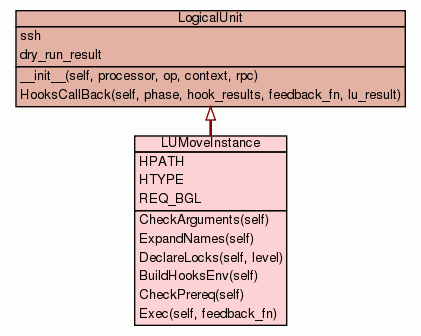 LogicalUnit
ssh
dry_run_result
__init__(self, processor, op, context, rpc)
HooksCallBack(self, phase, hook_results, feedback_fn, lu_result)
LUMoveInstance
HPATH
HTYPE
REQ_BGL
CheckArguments(self)
ExpandNames(self)
DeclareLocks(self, level)
BuildHooksEnv(self)
CheckPrereq(self)
Exec(self, feedback_fn)